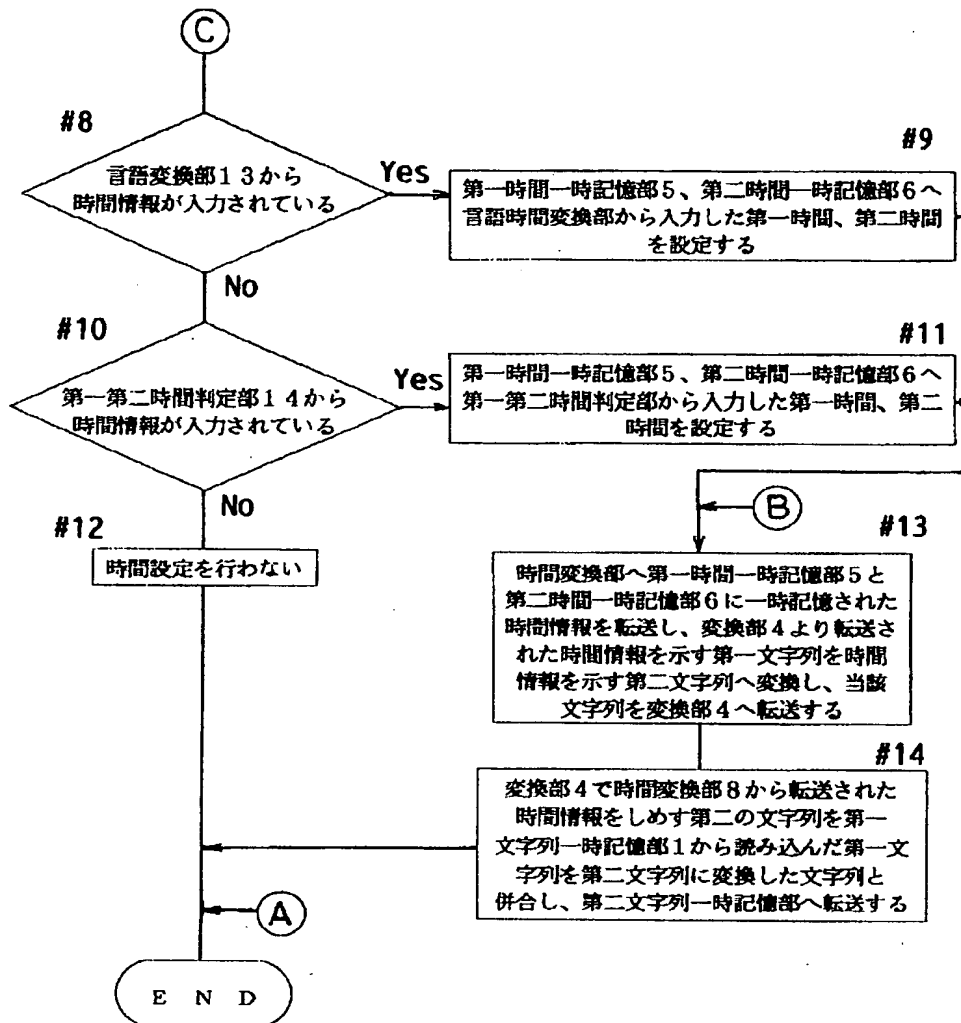 C
#8
言語変換部13から
時間情報が入力されている
Yes
#9
第一時間一時記憶部5、第二時間一時記憶部6へ
言語時間変換部から入力した第一時間、第二時間
を設定する
No
#10
第一第二時間判定部14から
時間情報が入力されている
Yes
#11
第一時間一時記憶部5、第二時間一時記憶部6へ
第一第二時間判定部から入力した第一時間、第二
時間を設定する
No
#12
時間設定を行わない
B
#13
時間変換部へ第一時間一時記憶部5と
第二時間一時記憶部6に一時記憶された
時間情報を転送し、変換部4より転送さ
れた時間情報を示す第一文字列を時間
情報を示す第二文字列へ変換し、当該
文字列を変換部4へ転送する
#14
変換部4で時間変換部8から転送された
時間情報をしめす第二の文字列を第一
文字列一時記憶部1から読み込んだ第一文
字列を第二文字列に変換した文字列と
併合し、第二文字列一時記憶部へ転送する
A
END